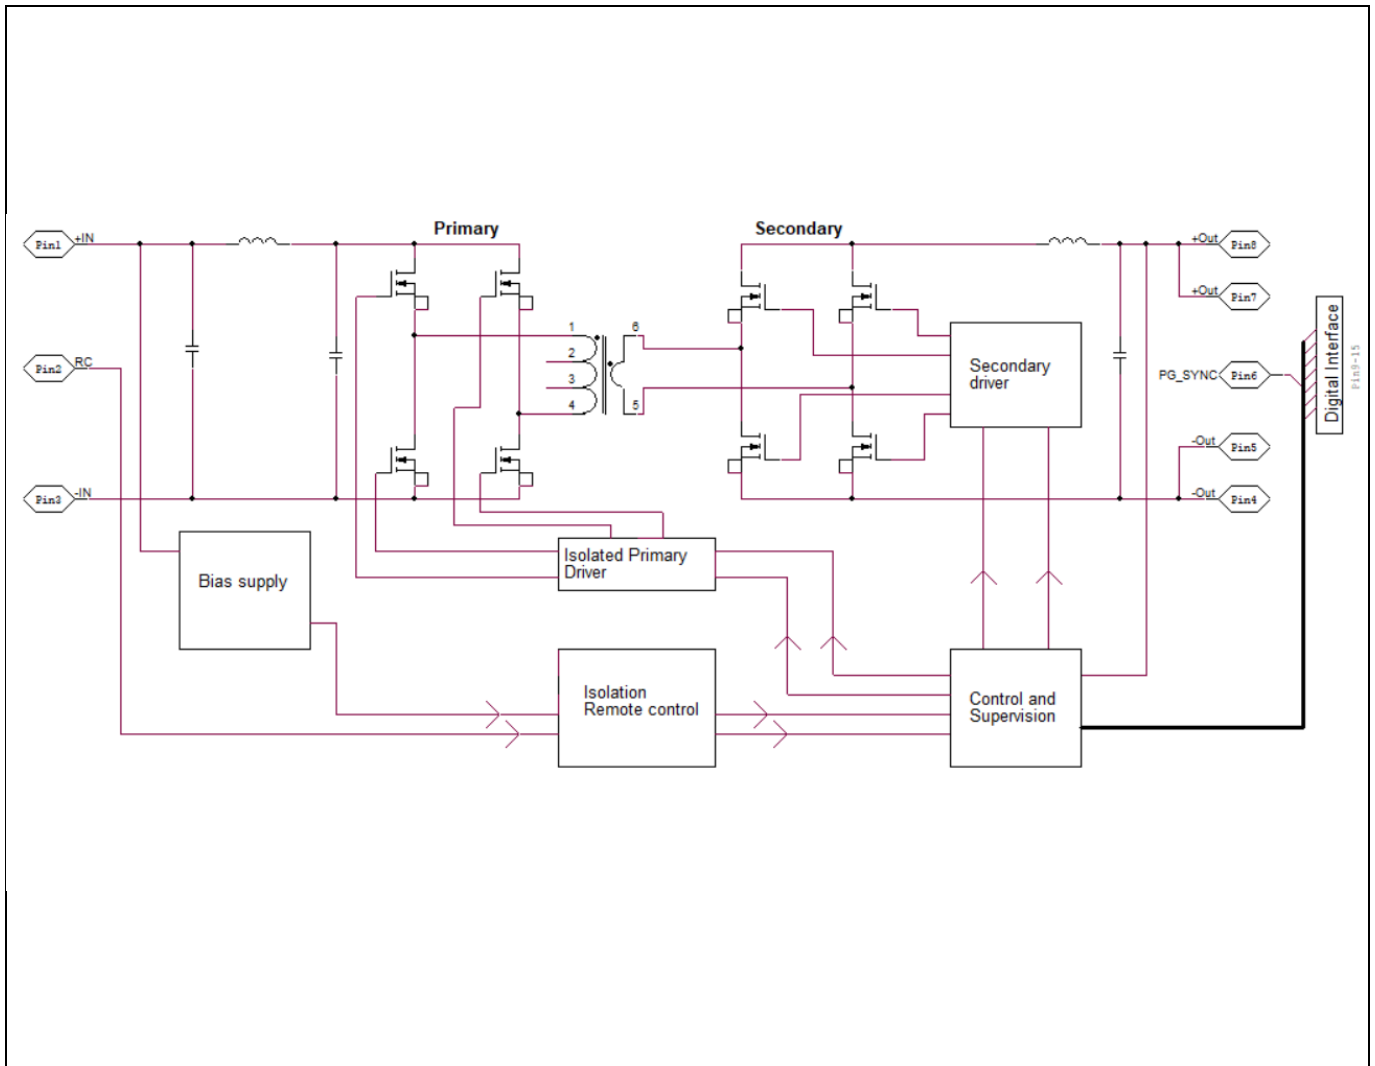 Primary
Secondary
Pin1
+IN
+Out
Pin8
+Out
Pin7
1
2
3
4
6
5
Pin2
RC
Secondary
driver
PG_SYNC
Pin6
Digital Interface
Pin9-15
-Out
Pin5
Pin3
-IN
-Out
Pin4
Bias supply
Isolated Primary
Driver
Isolation
Remote control
Control and
Supervision